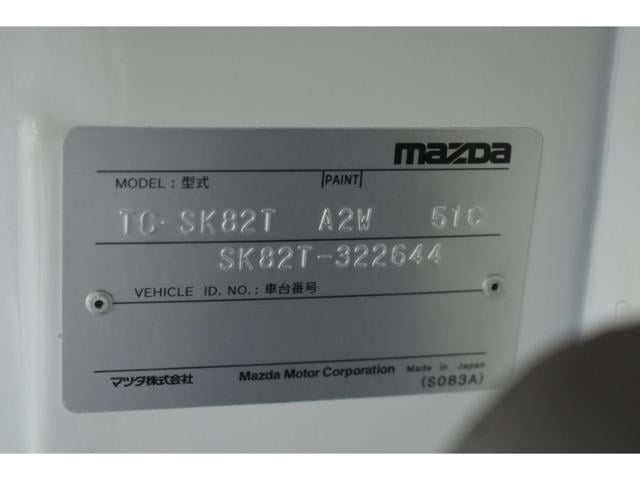 mazda
MODEL：型式 PAINT
TC-SK82T A2W 51C
SK82T-322644
VEHICLE ID. NO.：車台番号
マツダ株式会社 Mazda Motor Corporation Made in Japan
(S083A)